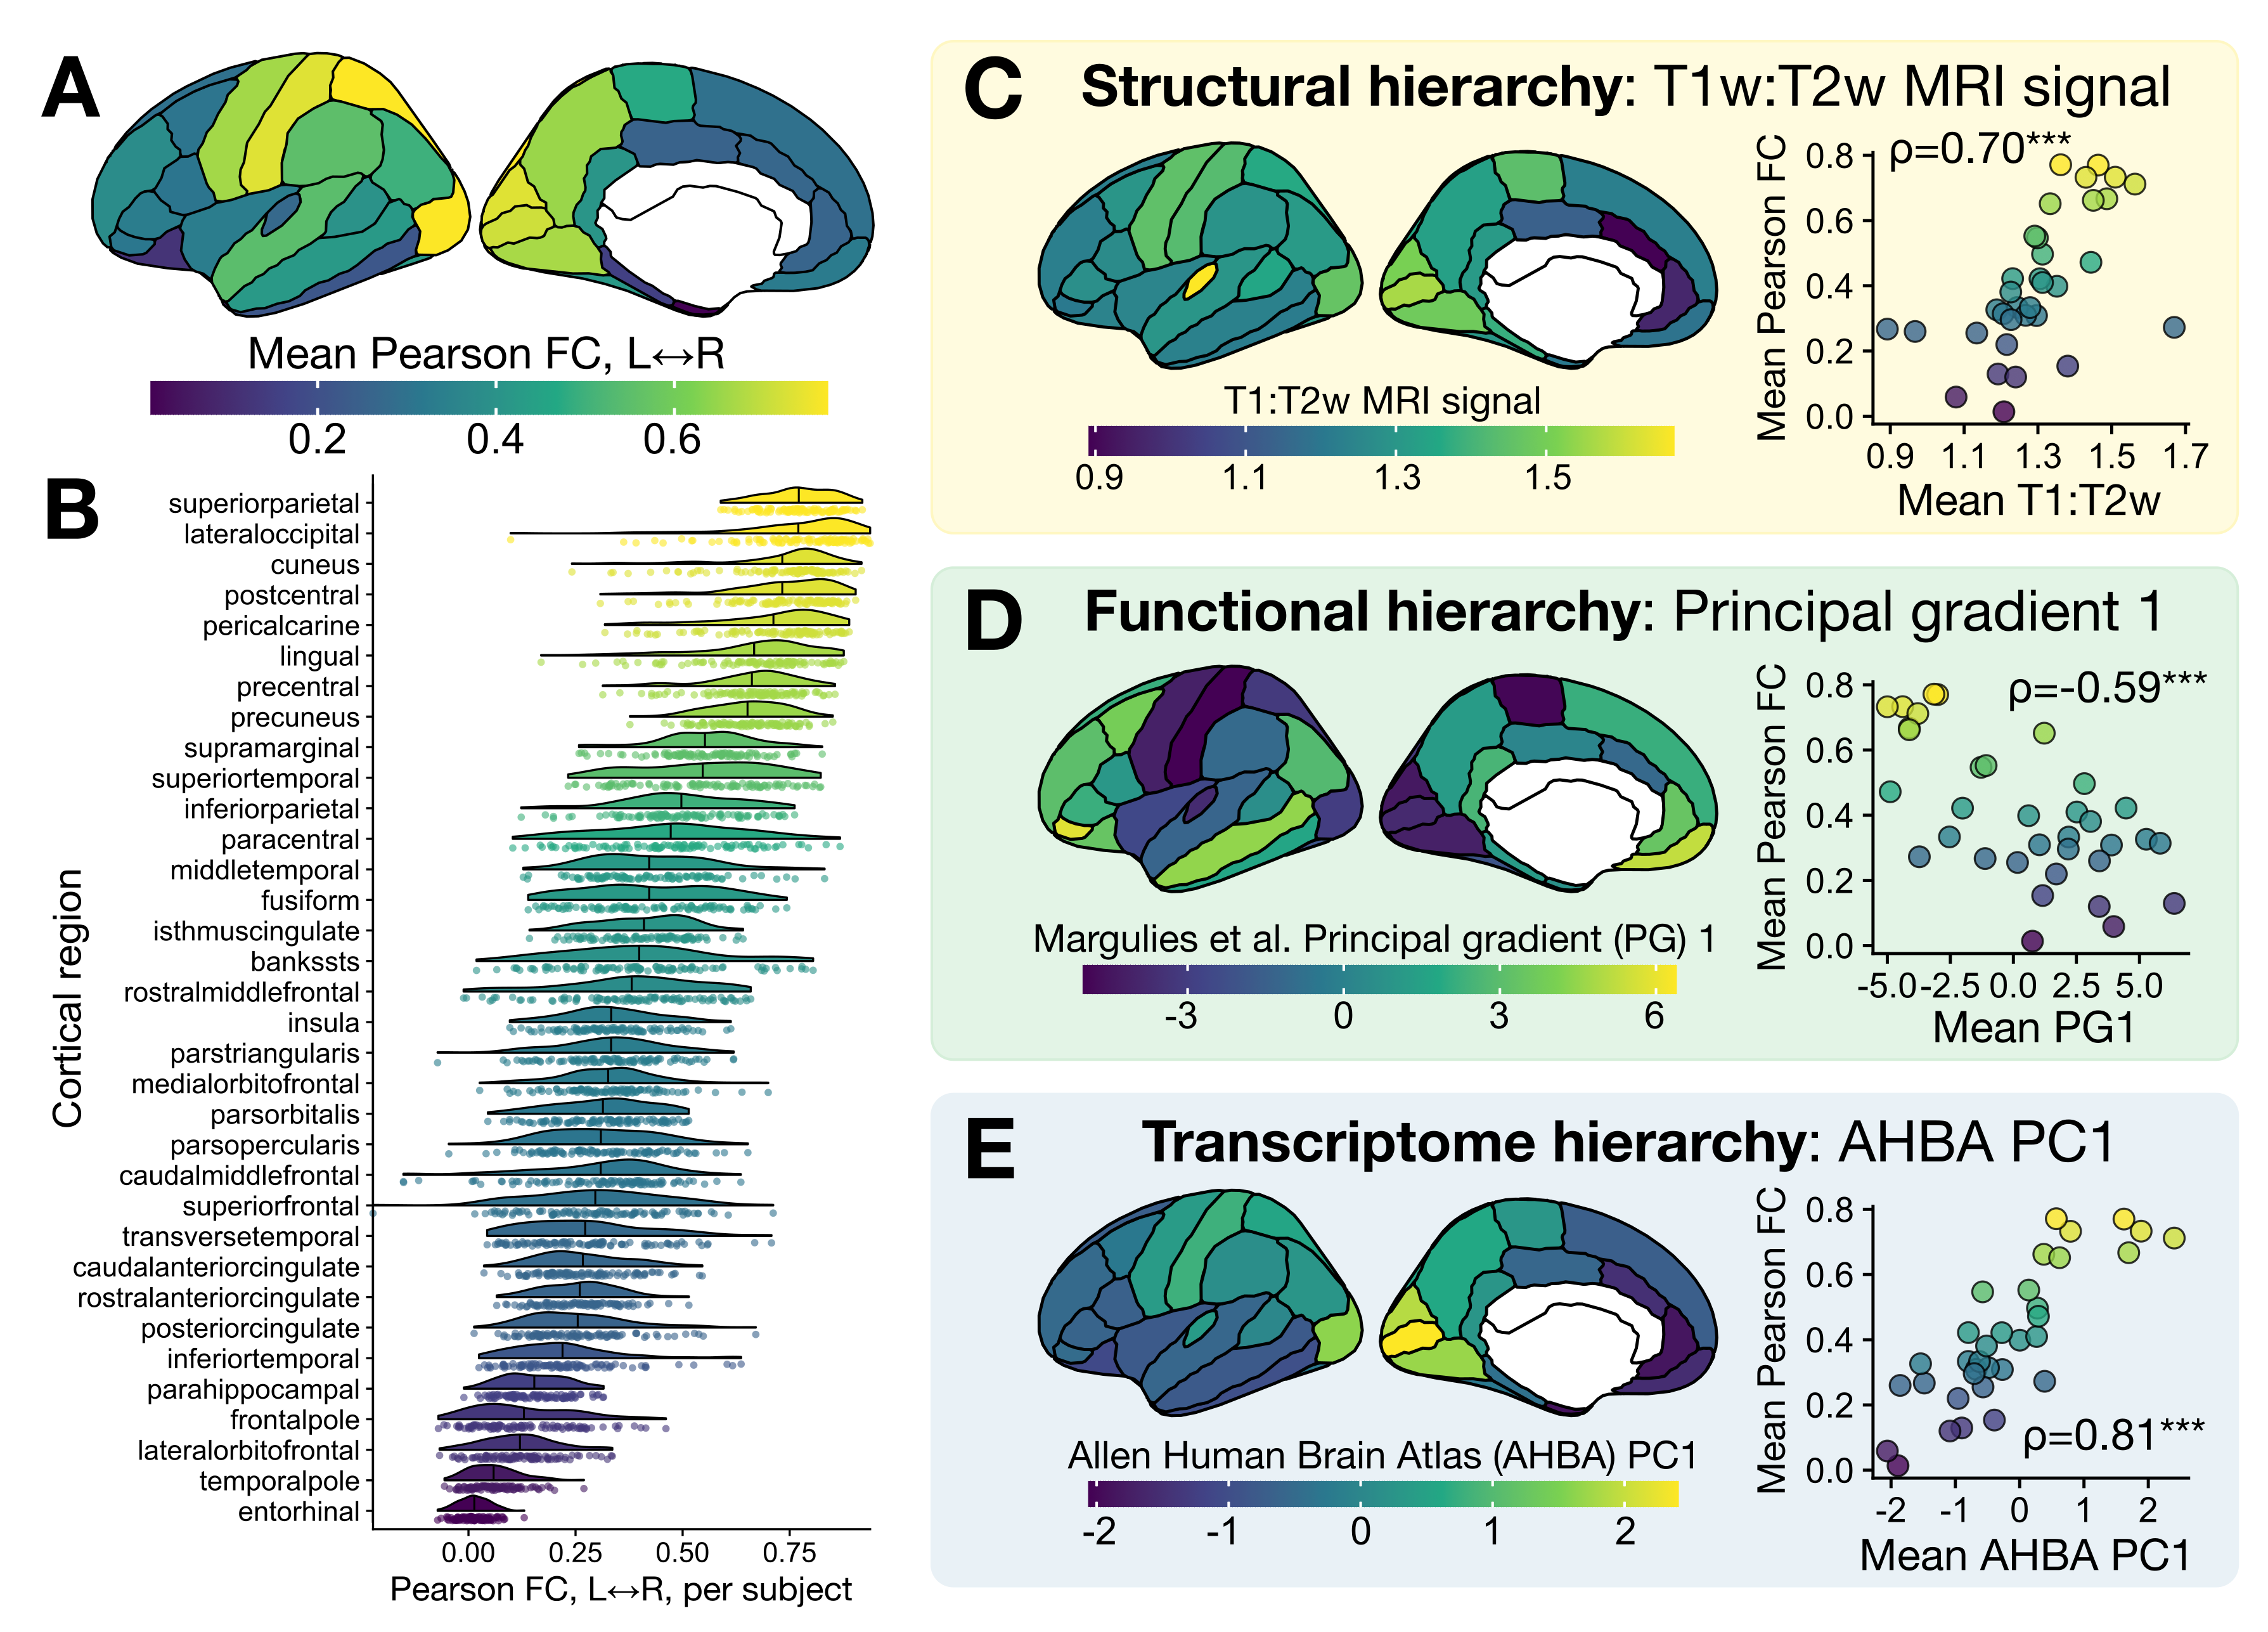 A
Mean Pearson FC, L↔R
0.2 0.4 0.6
B
Cortical region
superiorparietal
lateraloccipital
cuneus
postcentral
pericalcarine
lingual
precentral
precuneus
supramarginal
superiortemporal
inferiorparietal
paracentral
middletemporal
fusiform
isthmuscingulate
bankssts
rostralmiddlefrontal
insula
parstriangularis
medialorbitofrontal
parsorbitalis
parsopercularis
caudalmiddlefrontal
superiorfrontal
transversetemporal
caudalanteriorcingulate
rostralanteriorcingulate
posteriorcingulate
inferiortemporal
parahippocampal
frontalpole
lateralorbitofrontal
temporalpole
entorhinal
0.00 0.25 0.50 0.75
Pearson FC, L↔R, per subject
C Structural hierarchy: T1w:T2w MRI signal
T1:T2w MRI signal
0.9 1.1 1.3 1.5
Mean Pearson FC
ρ=0.70***
0.8
0.6
0.4
0.2
0.0
0.9 1.1 1.3 1.5 1.7
Mean T1:T2w
D Functional hierarchy: Principal gradient 1
Margulies et al. Principal gradient (PG) 1
-3 0 3 6
Mean Pearson FC
ρ=-0.59***
0.8
0.6
0.4
0.2
0.0
-5.0 -2.5 0.0 2.5 5.0
Mean PG1
E Transcriptome hierarchy: AHBA PC1
Allen Human Brain Atlas (AHBA) PC1
-2 -1 0 1 2
Mean Pearson FC
0.8
0.6
0.4
0.2
0.0
ρ=0.81***
-2 -1 0 1 2
Mean AHBA PC1